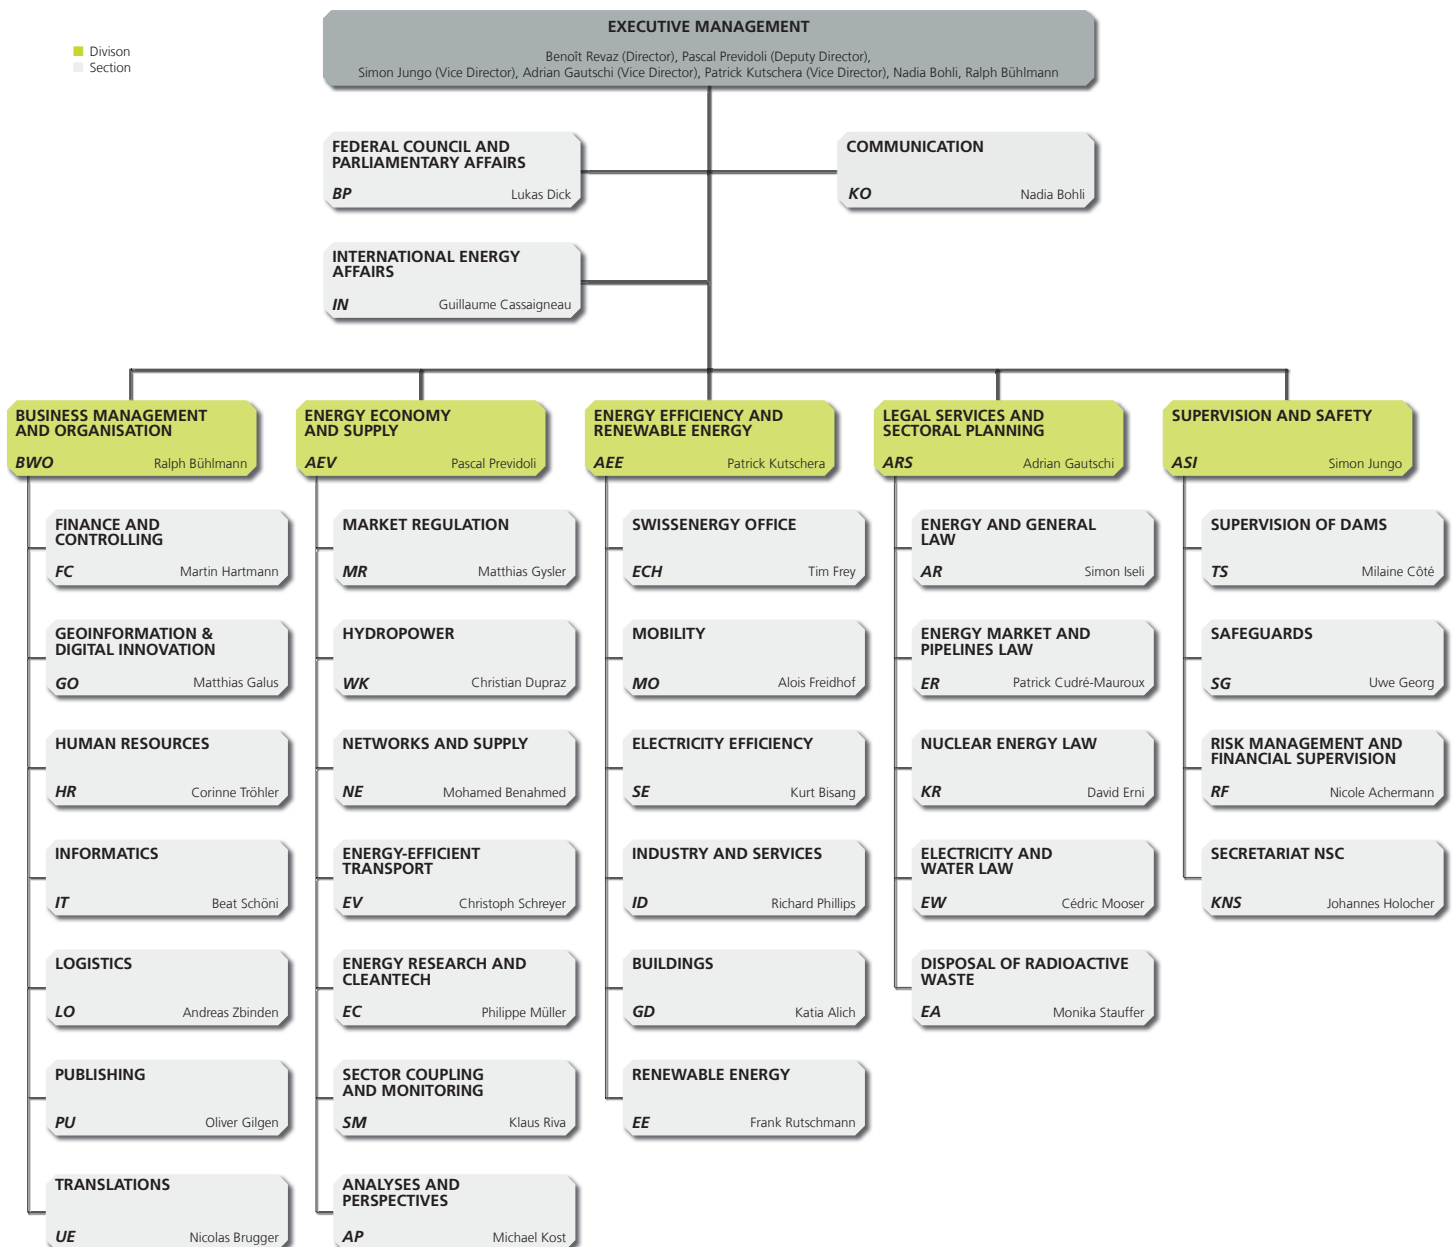 Divison
Section
EXECUTIVE MANAGEMENT
Benoît Revaz (Director), Pascal Previdoli (Deputy Director),
Simon Jungo (Vice Director), Adrian Gautschi (Vice Director), Patrick Kutschera (Vice Director), Nadia Bohli, Ralph Bühlmann
FEDERAL COUNCIL AND
PARLIAMENTARY AFFAIRS
BP Lukas Dick
COMMUNICATION
KO Nadia Bohli
INTERNATIONAL ENERGY
AFFAIRS
IN Guillaume Cassaigneau
BUSINESS MANAGEMENT
AND ORGANISATION
BWO Ralph Bühlmann
FINANCE AND
CONTROLLING
FC Martin Hartmann
GEOINFORMATION &
DIGITAL INNOVATION
GO Matthias Galus
HUMAN RESOURCES
HR Corinne Tröhler
INFORMATICS
IT Beat Schöni
LOGISTICS
LO Andreas Zbinden
PUBLISHING
PU Oliver Gilgen
TRANSLATIONS
UE Nicolas Brugger
ENERGY ECONOMY
AND SUPPLY
AEV Pascal Previdoli
MARKET REGULATION
MR Matthias Gysler
HYDROPOWER
WK Christian Dupraz
NETWORKS AND SUPPLY
NE Mohamed Benahmed
ENERGY-EFFICIENT
TRANSPORT
EV Christoph Schreyer
ENERGY RESEARCH AND
CLEANTECH
EC Philippe Müller
SECTOR COUPLING
AND MONITORING
SM Klaus Riva
ANALYSES AND
PERSPECTIVES
AP Michael Kost
ENERGY EFFICIENCY AND
RENEWABLE ENERGY
AEE Patrick Kutschera
SWISSENERGY OFFICE
ECH Tim Frey
MOBILITY
MO Alois Freidhof
ELECTRICITY EFFICIENCY
SE Kurt Bisang
INDUSTRY AND SERVICES
ID Richard Phillips
BUILDINGS
GD Katia Alich
RENEWABLE ENERGY
EE Frank Rutschmann
LEGAL SERVICES AND
SECTORAL PLANNING
ARS Adrian Gautschi
ENERGY AND GENERAL
LAW
AR Simon Iseli
ENERGY MARKET AND
PIPELINES LAW
ER Patrick Cudré-Mauroux
NUCLEAR ENERGY LAW
KR David Erni
ELECTRICITY AND
WATER LAW
EW Cédric Mooser
DISPOSAL OF RADIOACTIVE
WASTE
EA Monika Stauffer
SUPERVISION AND SAFETY
ASI Simon Jungo
SUPERVISION OF DAMS
TS Milaine Côté
SAFEGUARDS
SG Uwe Georg
RISK MANAGEMENT AND
FINANCIAL SUPERVISION
RF Nicole Achermann
SECRETARIAT NSC
KNS Johannes Holocher